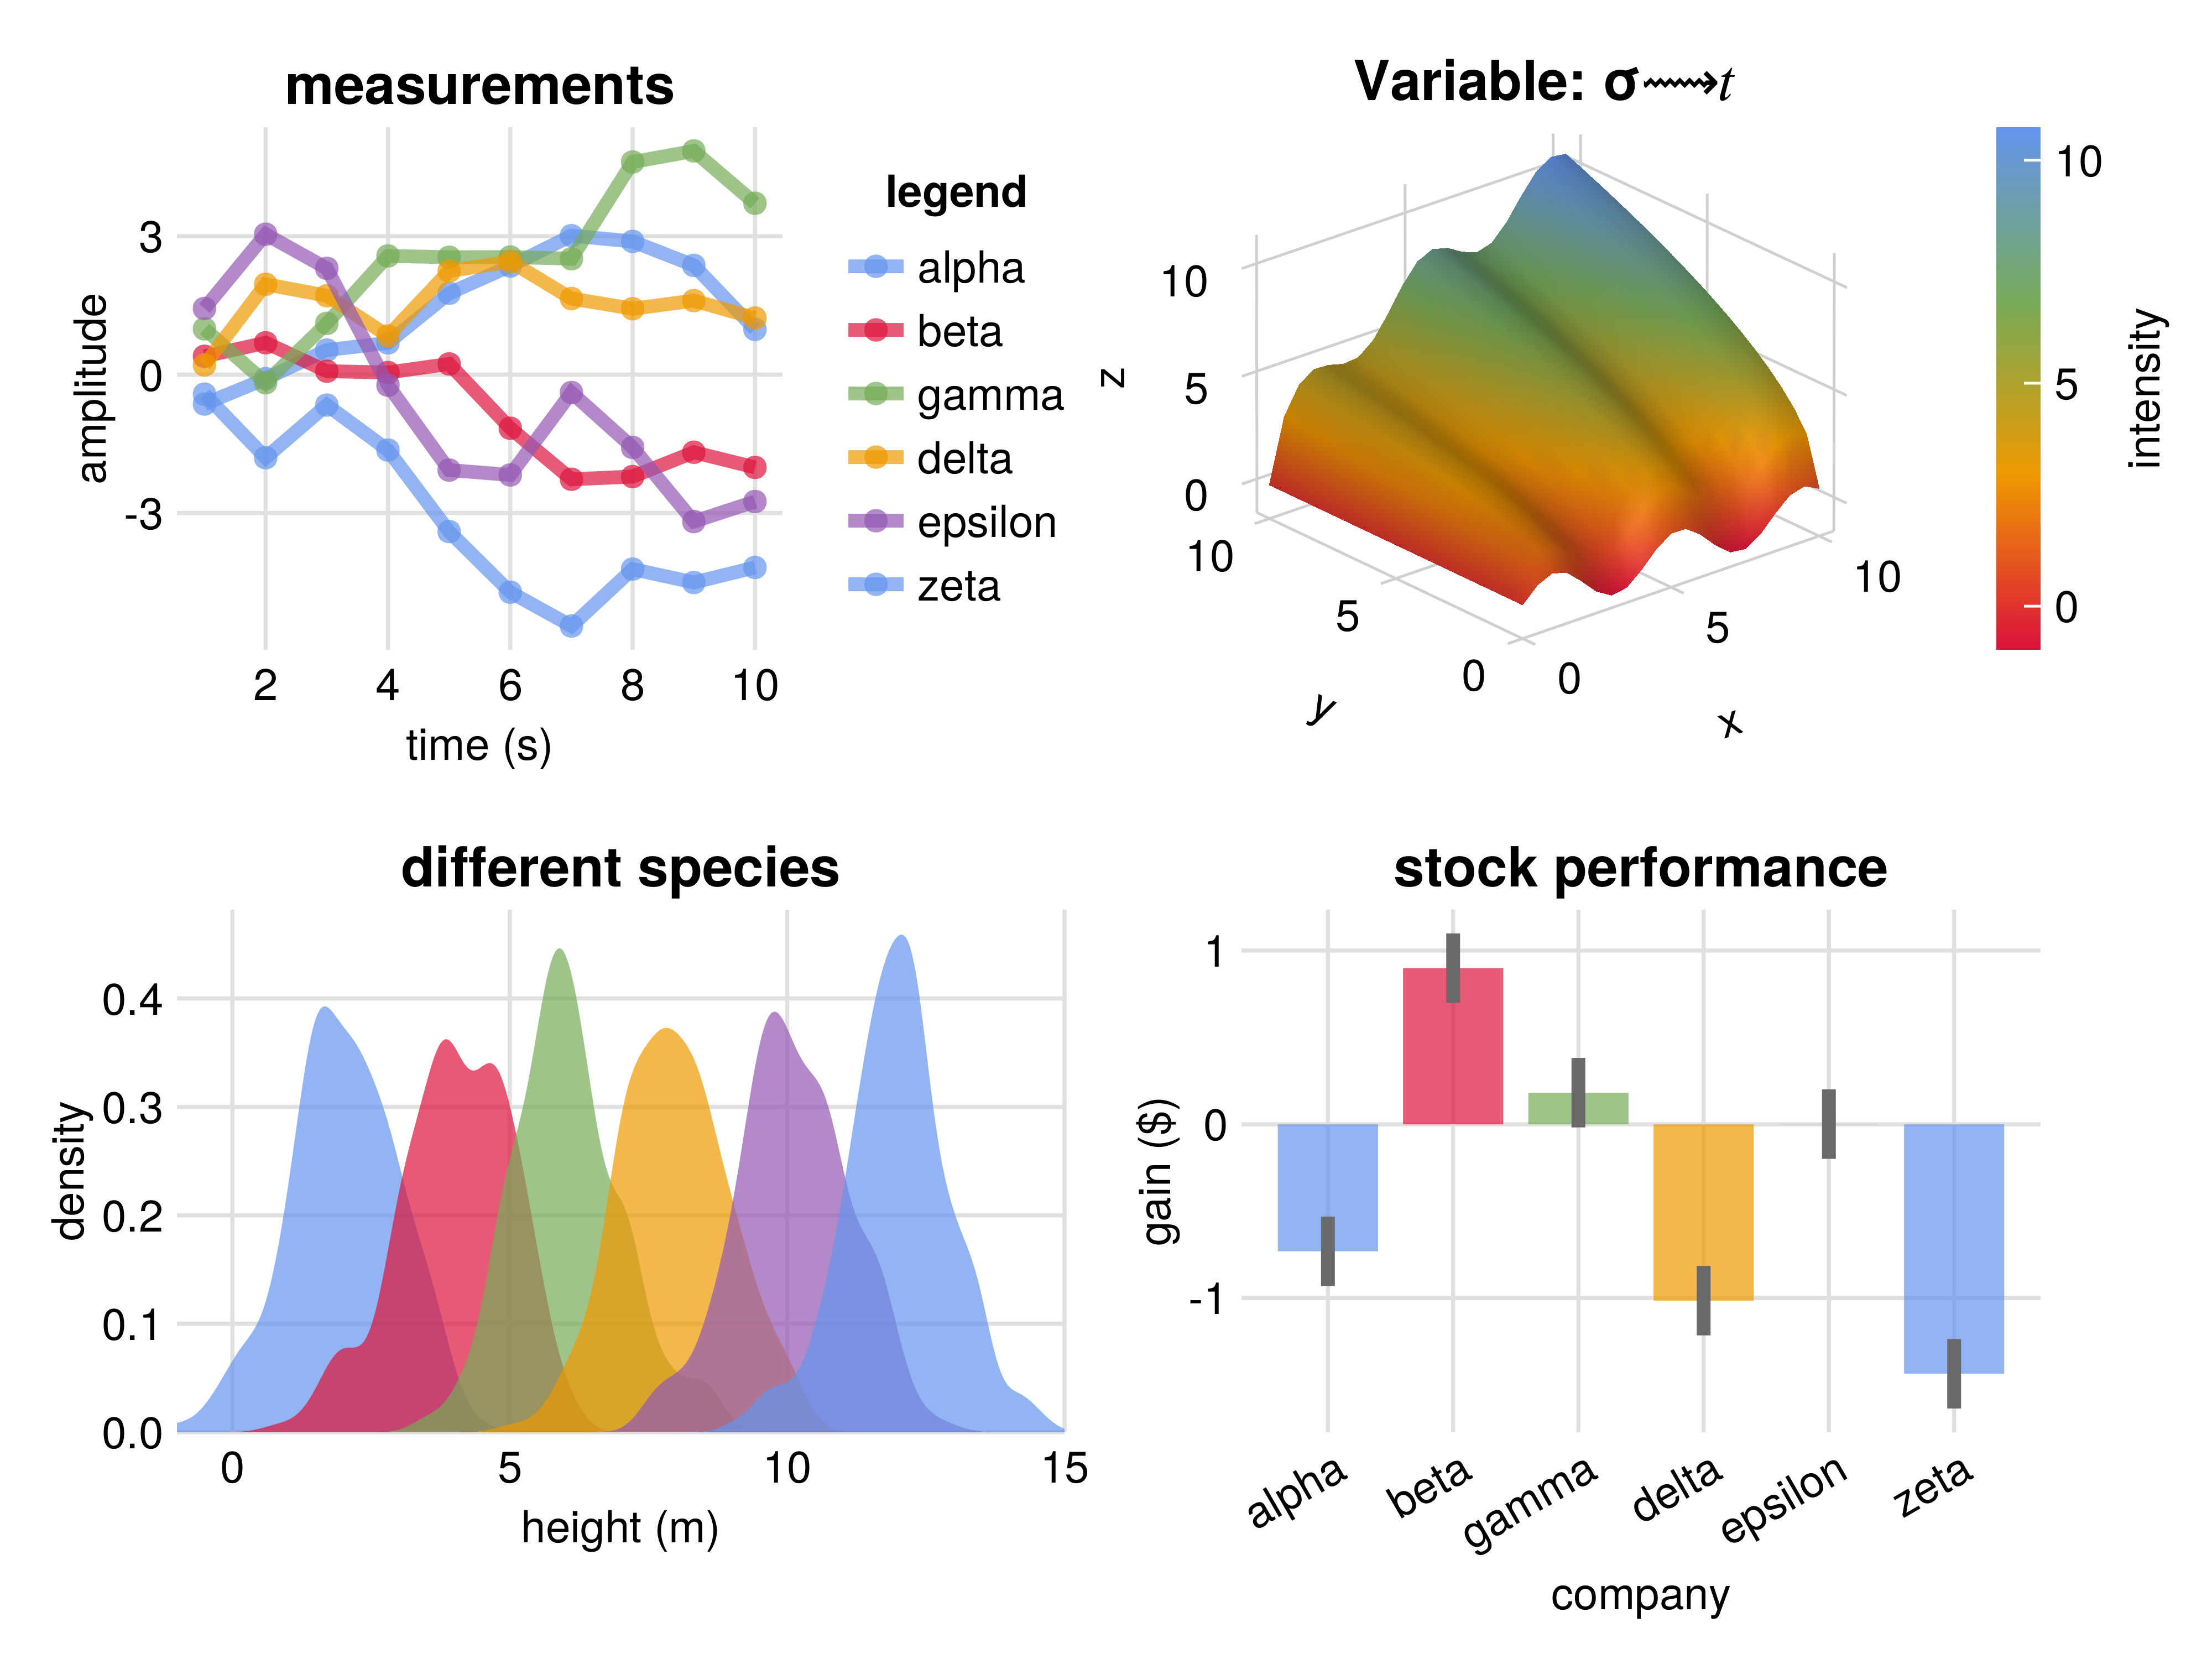 measurements
3
0
-3
amplitude
2 4 6 8 10
time (s)
legend
alpha
beta
gamma
delta
epsilon
zeta
Variable: σ⟿𝑡
10
5
0
z
10
5
0
y
0
5
10
x
10
5
0
intensity
different species
0.4
0.3
0.2
0.1
0.0
density
0 5 10 15
height (m)
stock performance
1
0
-1
gain ($)
alpha beta gamma delta epsilon zeta
company